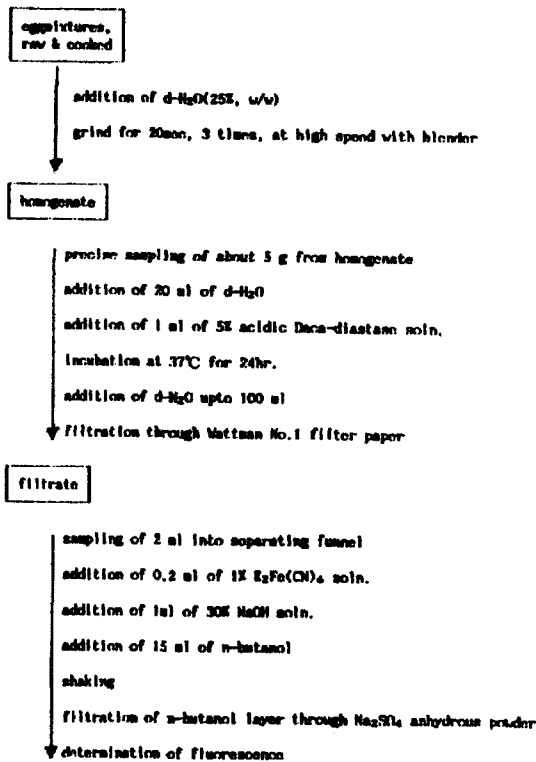 eggmixtures,
raw & cooked
addition of d-H₂O(25%, w/w)
grind for 20sec, 3 times, at high speed with blender
homogenate
precise sampling of about 5 g from homogenate
addition of 20 ml of d-H₂O
addition of 1 ml of 5% acidic Daca-diastase soln.
incubation at 37℃ for 24hr.
addition of d-H₂O upto 100 ml
filtration through Wattman No.1 filter paper
filtrate
sampling of 2 ml into separating funnel
addition of 0.2 ml of 1% K₂Fe(CN)₆ soln.
addition of 1ml of 30% NaOH soln.
addition of 15 ml of n-butanol
shaking
filtration of n-butanol layer through Na₂SO₄ anhydrous powder
determination of fluorescence